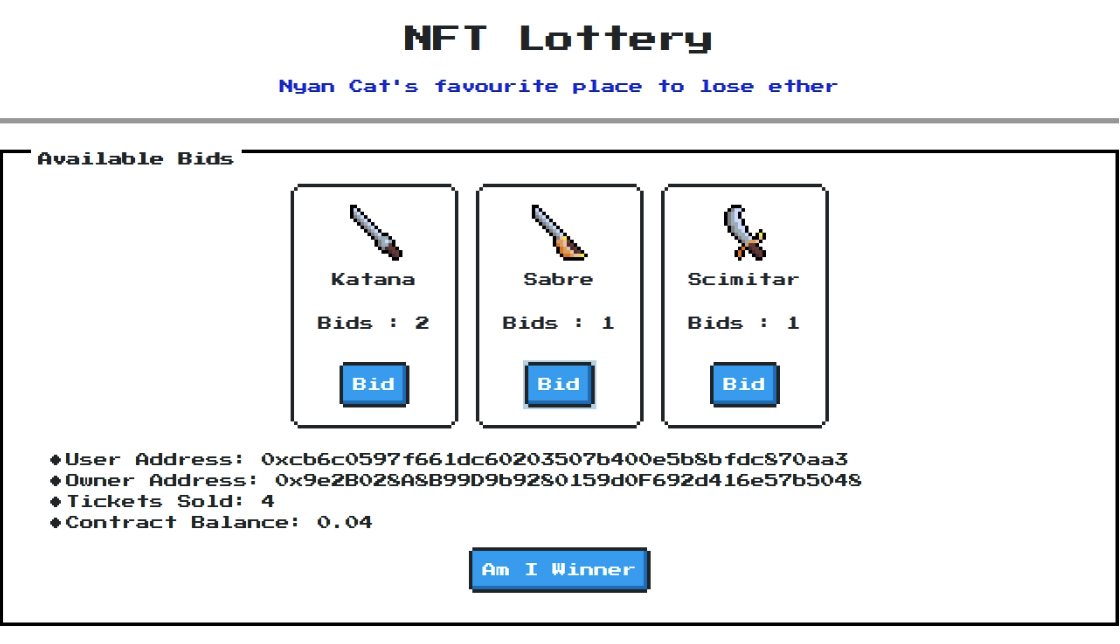 NFT Lottery
Nyan Cat's favourite place to lose ether
Available Bids
Katana
Sabre
Scimitar
Bids : 2
Bids : 1
Bids : 1
Bid
Bid
Bid
User Address: 0xcb6c0597f661dc60203507b400e5b8bfdc870aa3
Owner Address: 0x9e2B028A8B99D9b9280159d0F692d416e57b5048
Tickets Sold: 4
Contract Balance: 0.04
Am I Winner